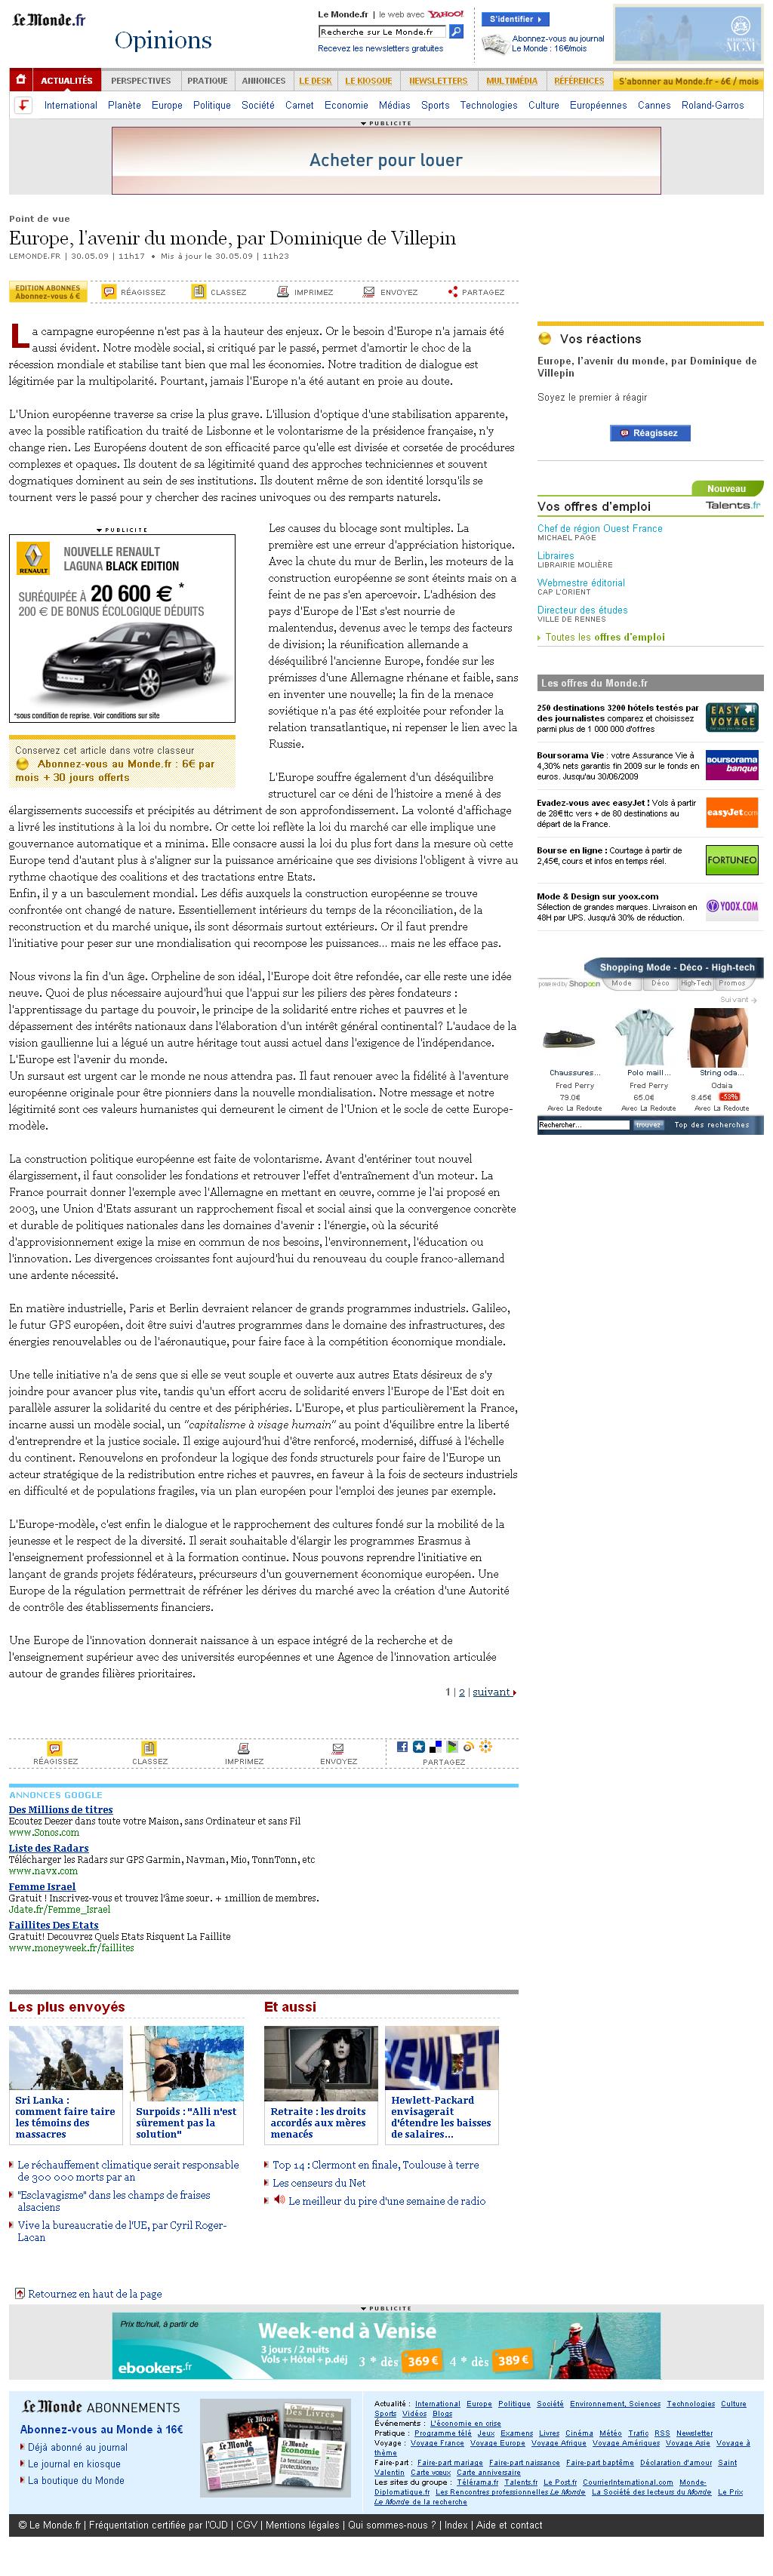 Le Monde.fr
Opinions
Le Monde.fr | le web avec YAHOO!
Recherche sur Le Monde.fr
Recevez les newsletters gratuites
S'identifier
Abonnez-vous au journal
Le Monde : 16€/mois
MGM
ACTUALITÉS PERSPECTIVES PRATIQUE ANNONCES LE DESK LE KIOSQUE NEWSLETTERS MULTIMÉDIA RÉFÉRENCES S'abonner au Monde.fr - 6€ / mois
International Planète Europe Politique Société Carnet Economie Médias Sports Technologies Culture Européennes Cannes Roland-Garros
PUBLICITE
Acheter pour louer
Point de vue
Europe, l'avenir du monde, par Dominique de Villepin
LEMONDE.FR | 30.05.09 | 11h17 • Mis à jour le 30.05.09 | 11h23
EDITION ABONNES
Abonnez-vous 6 €
RÉAGISSEZ CLASSEZ IMPRIMEZ ENVOYEZ PARTAGEZ
La campagne européenne n'est pas à la hauteur des enjeux. Or le besoin d'Europe n'a jamais été
aussi évident. Notre modèle social, si critiqué par le passé, permet d'amortir le choc de la
récession mondiale et stabilise tant bien que mal les économies. Notre tradition de dialogue est
légitimée par la multipolarité. Pourtant, jamais l'Europe n'a été autant en proie au doute.
L'Union européenne traverse sa crise la plus grave. L'illusion d'optique d'une stabilisation apparente,
avec la possible ratification du traité de Lisbonne et le volontarisme de la présidence française, n'y
change rien. Les Européens doutent de son efficacité parce qu'elle est divisée et corsetée de procédures
complexes et opaques. Ils doutent de sa légitimité quand des approches techniciennes et souvent
dogmatiques dominent au sein de ses institutions. Ils doutent même de son identité lorsqu'ils se
tournent vers le passé pour y chercher des racines univoques ou des remparts naturels.
PUBLICITE
RENAULT
NOUVELLE RENAULT
LAGUNA BLACK EDITION
SURÉQUIPÉE À 20 600 € *
200 € DE BONUS ÉCOLOGIQUE DÉDUITS
*sous condition de reprise. Voir conditions sur site
Conservez cet article dans votre classeur
Abonnez-vous au Monde.fr : 6€ par
mois + 30 jours offerts
Les causes du blocage sont multiples. La
première est une erreur d'appréciation historique.
Avec la chute du mur de Berlin, les moteurs de la
construction européenne se sont éteints mais on a
feint de ne pas s'en apercevoir. L'adhésion des
pays d'Europe de l'Est s'est nourrie de
malentendus, devenus avec le temps des facteurs
de division; la réunification allemande a
déséquilibré l'ancienne Europe, fondée sur les
prémisses d'une Allemagne rhénane et faible, sans
en inventer une nouvelle; la fin de la menace
soviétique n'a pas été exploitée pour refonder la
relation transatlantique, ni repenser le lien avec la
Russie.
L'Europe souffre également d'un déséquilibre
structurel car ce déni de l'histoire a mené à des
élargissements successifs et précipités au détriment de son approfondissement. La volonté d'affichage
a livré les institutions à la loi du nombre. Or cette loi reflète la loi du marché car elle implique une
gouvernance automatique et a minima. Elle consacre aussi la loi du plus fort dans la mesure où cette
Europe tend d'autant plus à s'aligner sur la puissance américaine que ses divisions l'obligent à vivre au
rythme chaotique des coalitions et des tractations entre Etats.
Enfin, il y a un basculement mondial. Les défis auxquels la construction européenne se trouve
confrontée ont changé de nature. Essentiellement intérieurs du temps de la réconciliation, de la
reconstruction et du marché unique, ils sont désormais surtout extérieurs. Or il faut prendre
l'initiative pour peser sur une mondialisation qui recompose les puissances... mais ne les efface pas.
Nous vivons la fin d'un âge. Orpheline de son idéal, l'Europe doit être refondée, car elle reste une idée
neuve. Quoi de plus nécessaire aujourd'hui que l'appui sur les piliers des pères fondateurs :
l'apprentissage du partage du pouvoir, le principe de la solidarité entre riches et pauvres et le
dépassement des intérêts nationaux dans l'élaboration d'un intérêt général continental? L'audace de la
vision gaullienne lui a légué un autre héritage tout aussi actuel dans l'exigence de l'indépendance.
L'Europe est l'avenir du monde.
Un sursaut est urgent car le monde ne nous attendra pas. Il faut renouer avec la fidélité à l'aventure
européenne originale pour être pionniers dans la nouvelle mondialisation. Notre message et notre
légitimité sont ces valeurs humanistes qui doivent rester le ciment de l'Union et le socle de cette Europe-
modèle.
La construction politique européenne est faite de volontarisme. Avant d'entériner tout nouvel
élargissement, il faut consolider les fondations et retrouver l'effet d'entraînement d'un moteur. La
France pourrait donner l'exemple avec l'Allemagne en mettant en œuvre, comme je l'ai proposé en
2003, une Union d'Etats assurant un rapprochement fiscal et social ainsi que la convergence concrète
et durable de politiques nationales dans les domaines d'avenir : l'énergie, où la sécurité
d'approvisionnement exige la mise en commun de nos besoins, l'environnement, l'éducation ou
l'innovation. Les divergences croissantes font aujourd'hui du renouveau du couple franco-allemand
une ardente nécessité.
En matière industrielle, Paris et Berlin devraient relancer de grands programmes industriels. Galileo,
le futur GPS européen, doit être suivi d'autres programmes dans le domaine des infrastructures, des
énergies renouvelables ou de l'aéronautique, pour faire face à la compétition économique mondiale.
Une telle initiative n'a de sens que si elle se veut souple et ouverte aux autres Etats désireux de s'y
joindre pour avancer plus vite, tandis qu'un effort accru de solidarité envers l'Europe de l'Est doit en
parallèle assurer la solidarité du centre et des périphéries. L'Europe, et plus particulièrement la France,
incarne aussi un modèle social, un "capitalisme à visage humain" au point d'équilibre entre la liberté
d'entreprendre et la justice sociale. Il exige aujourd'hui d'être renforcé, modernisé, diffusé à l'échelle
du continent. Renouvelons en profondeur la logique des fonds structurels dans une approche
stratégique de la redistribution entre riches et pauvres, en faveur à la fois de secteurs industriels
en difficulté et de populations fragiles, via un plan européen pour l'emploi des jeunes par exemple.
L'Europe-modèle, c'est enfin le dialogue et le rapprochement des cultures fondé sur la mobilité de la
jeunesse et le respect de la diversité. Il serait souhaitable d'élargir les programmes Erasmus à
l'enseignement professionnel et à la formation continue. Nous pouvons reprendre l'initiative en
lançant de grands projets fédérateurs, précurseurs d'un gouvernement économique européen. Une
Europe de la régulation permettrait de réfréner les dérives du marché avec la création d'une Autorité
de contrôle des établissements financiers.
Une Europe de l'innovation donnerait naissance à un espace intégré de la recherche et de
l'enseignement supérieur avec des universités européennes et une Agence de l'innovation articulée
autour de grandes filières prioritaires.
1 | 2 | suivant
RÉAGISSEZ CLASSEZ IMPRIMEZ ENVOYEZ PARTAGEZ
Vos réactions
Europe, l'avenir du monde, par Dominique de
Villepin
Soyez le premier à réagir
Réagissez
Nouveau
Vos offres d'emploi Talents.fr
Chef de région Ouest France
MICHAEL PAGE
Libraires
LIBRAIRIE MOLIÈRE
Webmestre éditorial
CAP L'ORIENT
Directeur des études
VILLE DE RENNES
Toutes les offres d'emploi
Les offres du Monde.fr
250 destinations 3200 hôtels testés par
des journalistes comparez et choisissez
parmi plus de 1 000 000 d'offres
EASY VOYAGE
Boursorama Vie : votre Assurance Vie à
4,30% nets garantis fin 2009 sur le fonds en
euros. Jusqu'au 30/06/2009
BOURSORAMA banque
Evadez-vous avec easyJet ! Vols à partir
de 28€ttc vers + de 80 destinations au
départ de la France.
easyJet.com
Bourse en ligne : Courtage à partir de
2,45€, cours et infos en temps réel.
FORTUNEO
Mode & Design sur yoox.com
Sélection de grandes marques. Livraison en
48H par UPS. Jusqu'à 30% de réduction.
YOOX.COM
Shopping Mode - Déco - High-tech
powered by Shopoon Mode Déco High-Tech Promos
Suivant
Chaussures... Polo maill... String oda...
Fred Perry Fred Perry Odaia
79.0€ 65.0€ 8.45€ -53%
Avec La Redoute Avec La Redoute Avec La Redoute
Rechercher... trouvez Top des recherches
ANNONCES GOOGLE
Des Millions de titres
Ecoutez Deezer dans toute votre Maison, sans Ordinateur et sans Fil
www.Sonos.com
Liste des Radars
Télécharger les Radars sur GPS Garmin, Navman, Mio, TonnTonn, etc
www.navx.com
Femme Israel
Gratuit ! Inscrivez-vous et trouvez l'âme soeur. + 1million de membres.
Jdate.fr/Femme_Israel
Faillites Des Etats
Gratuit! Decouvrez Quels Etats Risquent La Faillite
www.moneyweek.fr/faillites
Les plus envoyés
Sri Lanka :
comment faire taire
les témoins des
massacres
Surpoids : "Alli n'est
sûrement pas la
solution"
Le réchauffement climatique serait responsable
de 300 000 morts par an
"Esclavagisme" dans les champs de fraises
alsaciens
Vive la bureaucratie de l'UE, par Cyril Roger-
Lacan
Et aussi
Retraite : les droits
accordés aux mères
menacés
HEWLETT
Hewlett-Packard
envisagerait
d'étendre les baisses
de salaires...
Top 14 : Clermont en finale, Toulouse à terre
Les censeurs du Net
Le meilleur du pire d'une semaine de radio
Retournez en haut de la page
PUBLICITE
Prix ttc/nuit, à partir de
Week-end à Venise
3 jours / 2 nuits
Vols + Hôtel + p.déj
3 * dès 369 € 4 * dès 389 €
ebookers.fr
Le Monde ABONNEMENTS
Abonnez-vous au Monde à 16€
Déjà abonné au journal
Le journal en kiosque
La boutique du Monde
Actualité : International Europe Politique Société Environnement, Sciences Technologies Culture
Sports Vidéos Blogs
Événements : L'économie en crise
Pratique : Programme télé Jeux Examens Livres Cinéma Météo Trafic RSS Newsletter
Voyage : Voyage France Voyage Europe Voyage Afrique Voyage Amériques Voyage Asie Voyage à
thème
Faire-part : Faire-part mariage Faire-part naissance Faire-part baptême Déclaration d'amour Saint
Valentin Carte vœux Carte anniversaire
Les sites du groupe : Télérama.fr Talents.fr Le Post.fr CourrierInternational.com Monde-
Diplomatique.fr Les Rencontres professionnelles Le Monde La Société des lecteurs du Monde Le Prix
Le Monde de la recherche
© Le Monde.fr | Fréquentation certifiée par l'OJD | CGV | Mentions légales | Qui sommes-nous ? | Index | Aide et contact